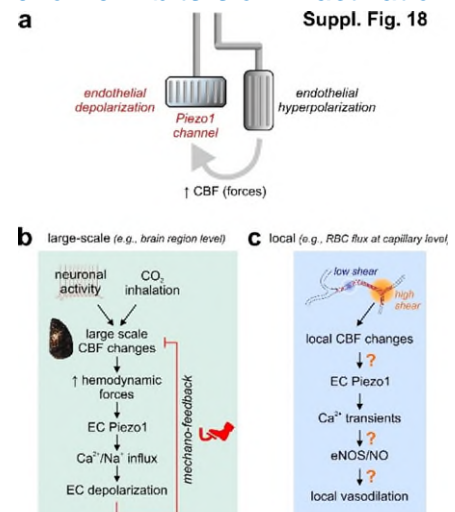 a
Suppl. Fig. 18
endothelial
depolarization
Piezo1
channel
endothelial
hyperpolarization
↑ CBF (forces)
b large-scale (e.g., brain region level)
neuronal
activity
CO2
inhalation
large scale
CBF changes
↑ hemodynamic
forces
EC Piezo1
Ca2+/Na+ influx
EC depolarization
mechano-feedback
c local (e.g., RBC flux at capillary level)
low shear
high
shear
local CBF changes
?
EC Piezo1
Ca2+ transients
?
eNOS/NO
?
local vasodilation